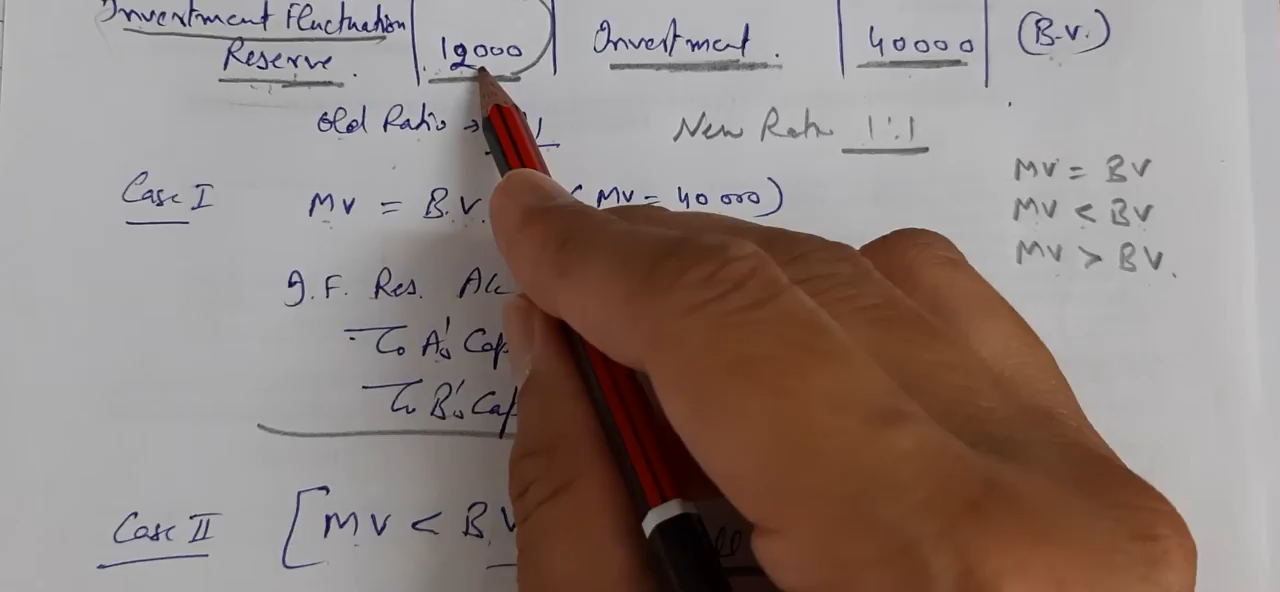 Investment Fluctuation Reserve. | | Investment. | 40000 | (B.V.)
Old Ratio → New Ratio 1:1
Case I MV = B.V. (MV = 40000)
MV = BV
MV < BV
MV > BV.
I.F. Res. A/c
To A's Cap
To B's Cap
Case II [MV < BV